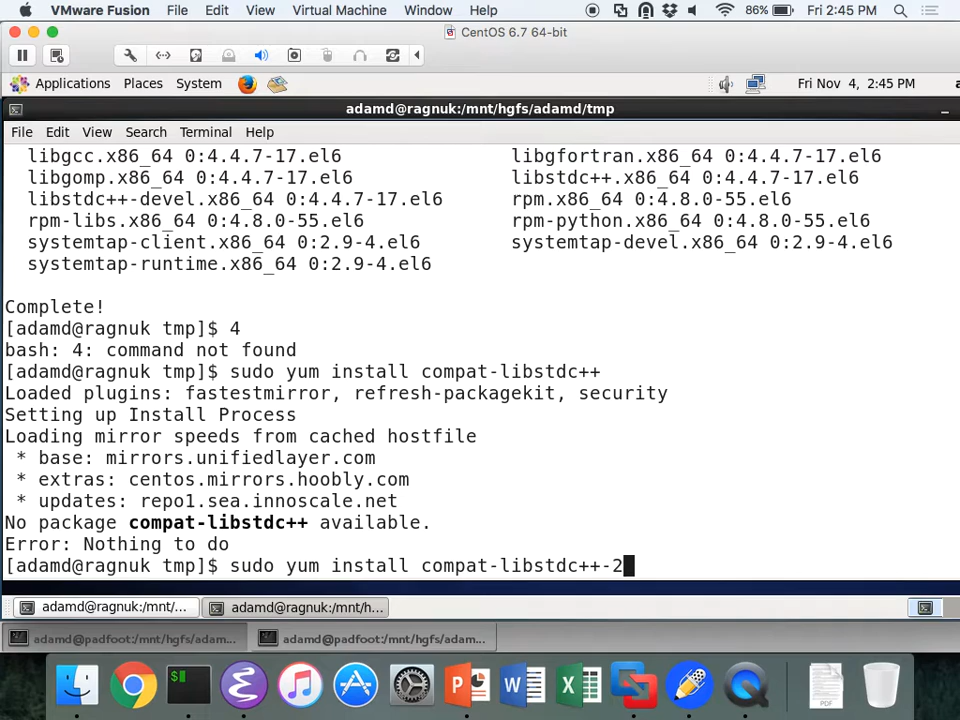 VMware Fusion File Edit View Virtual Machine Window Help 86% Fri 2:45 PM
CentOS 6.7 64-bit
Applications Places System Fri Nov 4, 2:45 PM
adamd@ragnuk:/mnt/hgfs/adamd/tmp
File Edit View Search Terminal Help
libgcc.x86_64 0:4.4.7-17.el6 libgfortran.x86_64 0:4.4.7-17.el6
libgomp.x86_64 0:4.4.7-17.el6 libstdc++.x86_64 0:4.4.7-17.el6
libstdc++-devel.x86_64 0:4.4.7-17.el6 rpm.x86_64 0:4.8.0-55.el6
rpm-libs.x86_64 0:4.8.0-55.el6 rpm-python.x86_64 0:4.8.0-55.el6
systemtap-client.x86_64 0:2.9-4.el6 systemtap-devel.x86_64 0:2.9-4.el6
systemtap-runtime.x86_64 0:2.9-4.el6
Complete!
[adamd@ragnuk tmp]$ 4
bash: 4: command not found
[adamd@ragnuk tmp]$ sudo yum install compat-libstdc++
Loaded plugins: fastestmirror, refresh-packagekit, security
Setting up Install Process
Loading mirror speeds from cached hostfile
* base: mirrors.unifiedlayer.com
* extras: centos.mirrors.hoobly.com
* updates: repo1.sea.innoscale.net
No package compat-libstdc++ available.
Error: Nothing to do
[adamd@ragnuk tmp]$ sudo yum install compat-libstdc++-2
adamd@ragnuk:/mnt/... adamd@ragnuk:/mnt/h...
adamd@padfoot:/mnt/hgfs/adam... adamd@padfoot:/mnt/hgfs/adam...
PDF